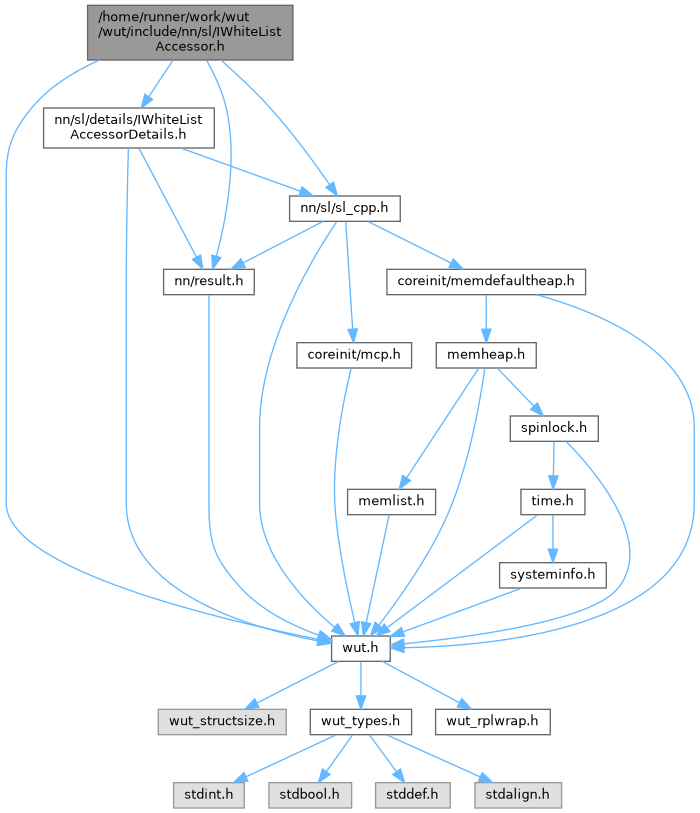 /home/runner/work/wut
/wut/include/nn/sl/IWhiteList
Accessor.h
nn/sl/details/IWhiteList
AccessorDetails.h
nn/sl/sl_cpp.h
nn/result.h
coreinit/memdefaultheap.h
coreinit/mcp.h
memheap.h
spinlock.h
memlist.h
time.h
systeminfo.h
wut.h
wut_structsize.h
wut_types.h
wut_rplwrap.h
stdint.h
stdbool.h
stddef.h
stdalign.h